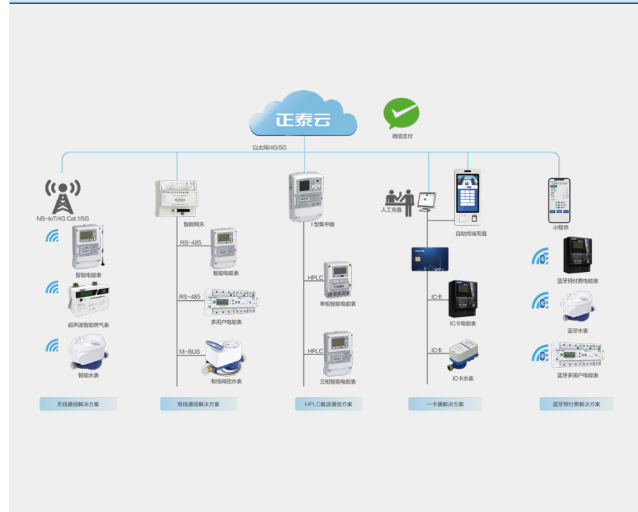 正泰云
微信支付
以太网/4G/5G
NB-IoT/4G Cat.1/5G
智能电能表
超声波智能燃气表
智能水表
无线通信解决方案
智能网关
RS-485
智能电能表
RS-485
多用户电能表
M-BUS
有线阀控水表
有线通信解决方案
I型集中器
HPLC
单相智能电能表
HPLC
三相智能电能表
HPLC载波通信方案
人工充值
自助终端充值
IC卡
IC卡电能表
IC卡
IC卡水表
一卡通解决方案
小程序
蓝牙预付费电能表
蓝牙水表
蓝牙多用户电能表
蓝牙预付费解决方案